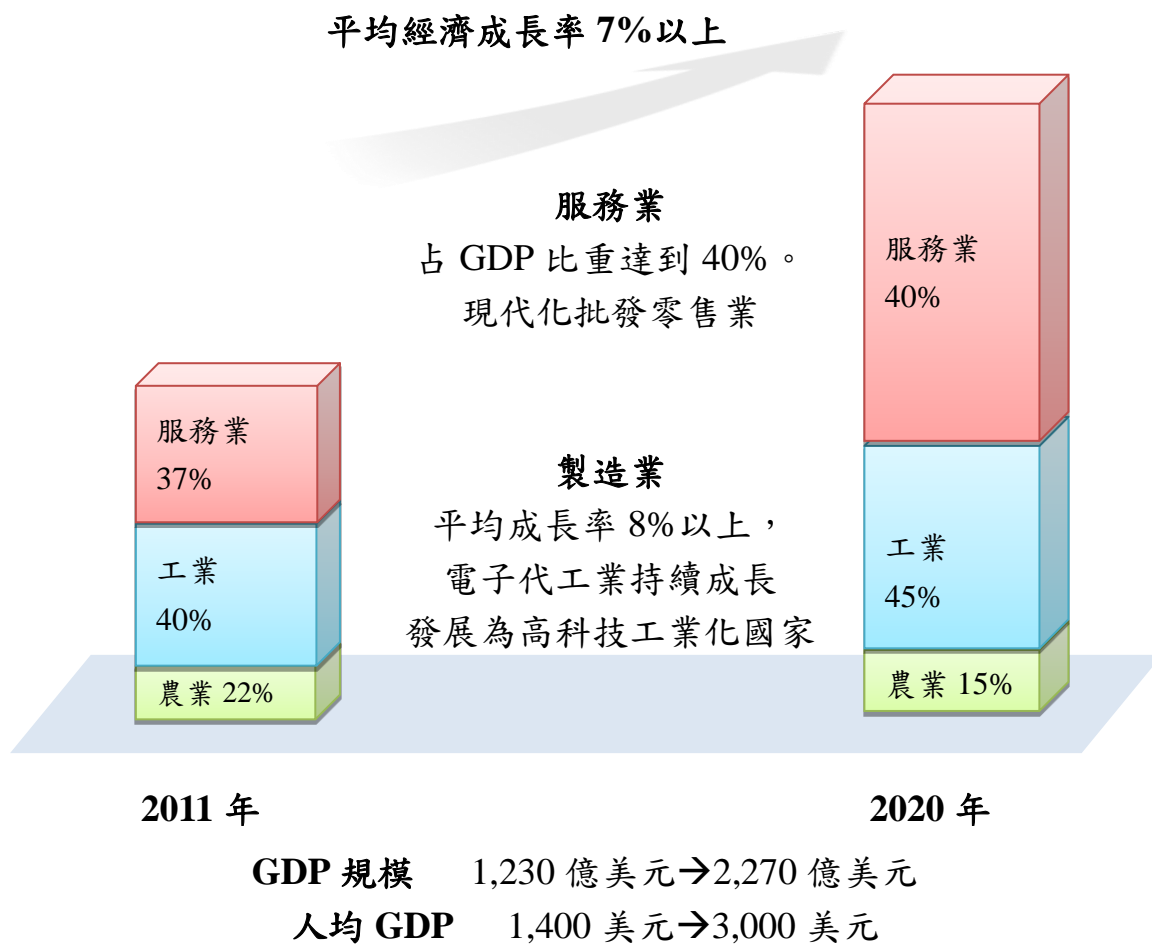 平均經濟成長率 7%以上
服務業
占 GDP 比重達到 40%。
現代化批發零售業
服務業
40%
服務業
37%
製造業
平均成長率 8%以上，
電子代工業持續成長
發展為高科技工業化國家
工業
40%
工業
45%
農業 22%
農業 15%
2011 年
2020 年
GDP 規模 1,230 億美元→2,270 億美元
人均 GDP 1,400 美元→3,000 美元